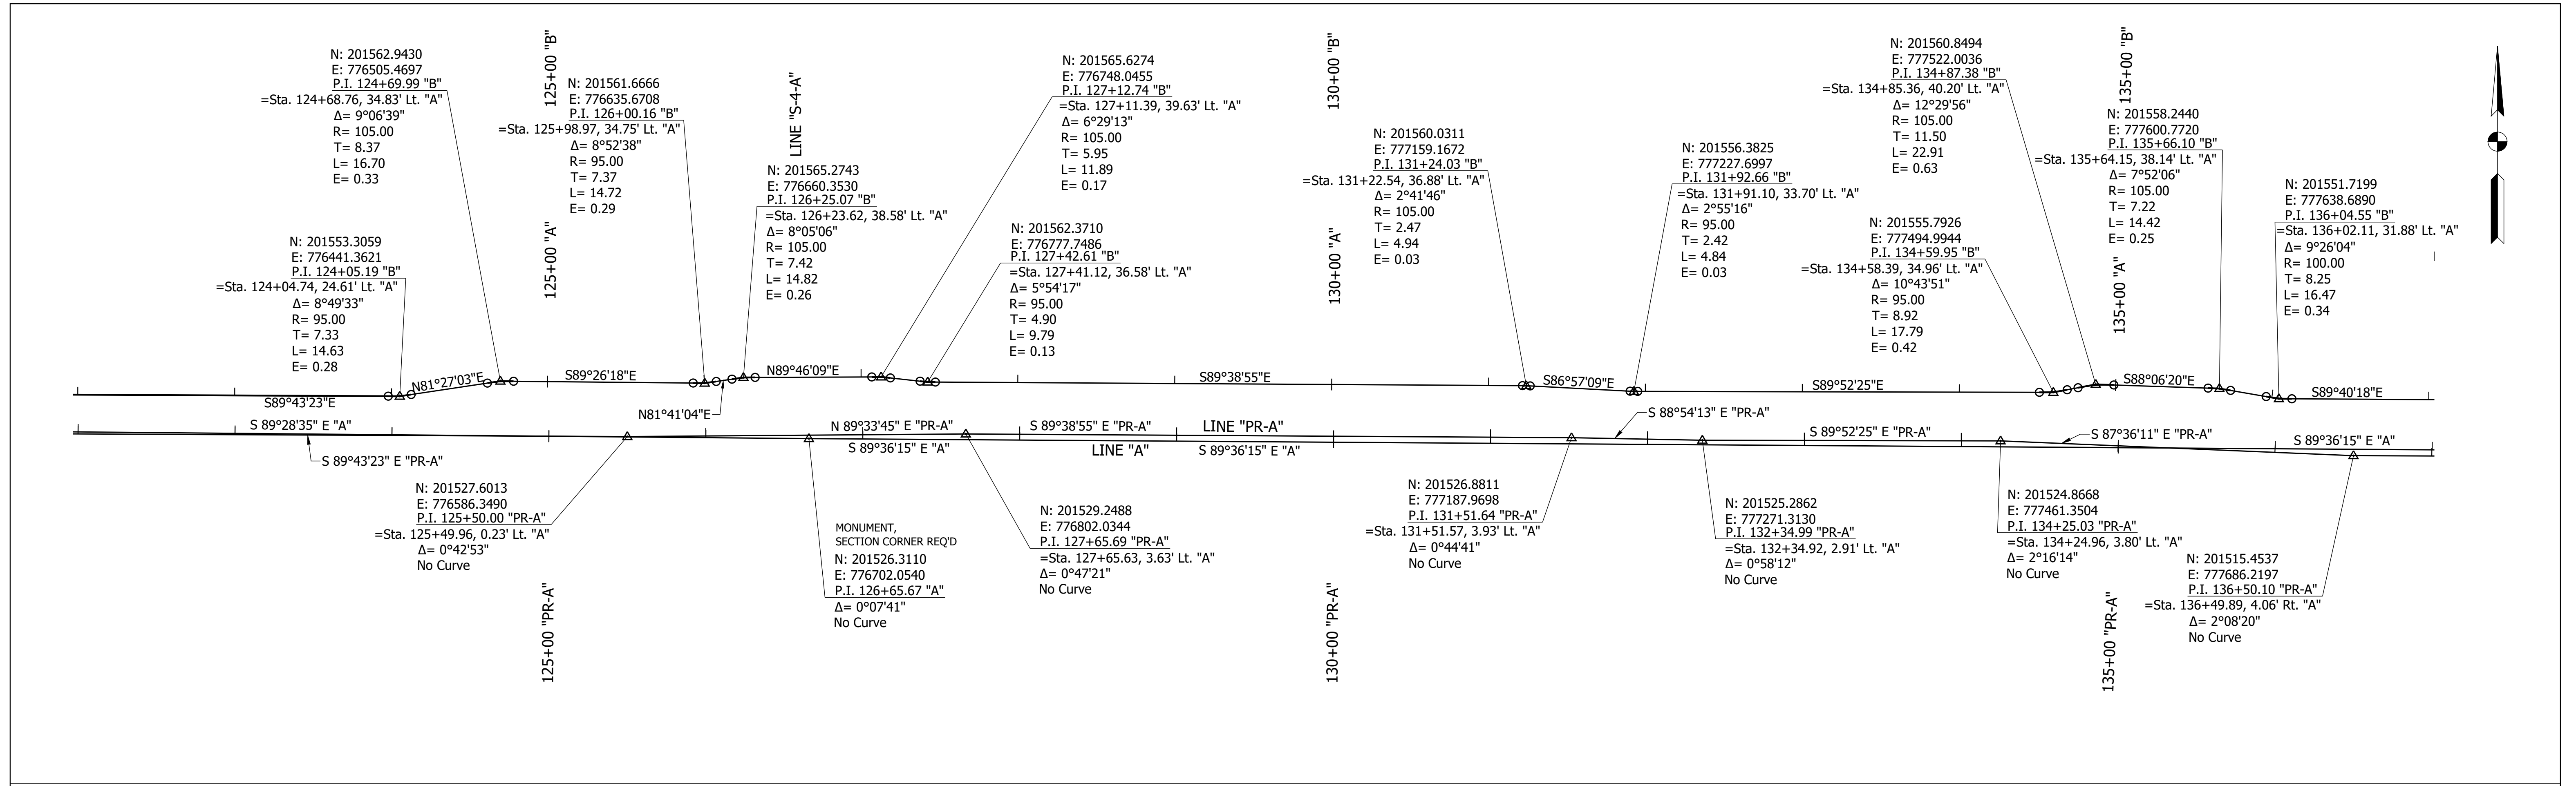 N: 201562.9430
E: 776505.4697
P.I. 124+69.99 "B"
=Sta. 124+68.76, 34.83' Lt. "A"
Δ= 9°06'39"
R= 105.00
T= 8.37
L= 16.70
E= 0.33
N: 201553.3059
E: 776441.3621
P.I. 124+05.19 "B"
=Sta. 124+04.74, 24.61' Lt. "A"
Δ= 8°49'33"
R= 95.00
T= 7.33
L= 14.63
E= 0.28
125+00 "B"
125+00 "A"
N: 201561.6666
E: 776635.6708
P.I. 126+00.16 "B"
=Sta. 125+98.97, 34.75' Lt. "A"
Δ= 8°52'38"
R= 95.00
T= 7.37
L= 14.72
E= 0.29
LINE "S-4-A"
N: 201565.2743
E: 776660.3530
P.I. 126+25.07 "B"
=Sta. 126+23.62, 38.58' Lt. "A"
Δ= 8°05'06"
R= 105.00
T= 7.42
L= 14.82
E= 0.26
N: 201565.6274
E: 776748.0455
P.I. 127+12.74 "B"
=Sta. 127+11.39, 39.63' Lt. "A"
Δ= 6°29'13"
R= 105.00
T= 5.95
L= 11.89
E= 0.17
N: 201562.3710
E: 776777.7486
P.I. 127+42.61 "B"
=Sta. 127+41.12, 36.58' Lt. "A"
Δ= 5°54'17"
R= 95.00
T= 4.90
L= 9.79
E= 0.13
130+00 "B"
130+00 "A"
N: 201560.0311
E: 777159.1672
P.I. 131+24.03 "B"
=Sta. 131+22.54, 36.88' Lt. "A"
Δ= 2°41'46"
R= 105.00
T= 2.47
L= 4.94
E= 0.03
N: 201556.3825
E: 777227.6997
P.I. 131+92.66 "B"
=Sta. 131+91.10, 33.70' Lt. "A"
Δ= 2°55'16"
R= 95.00
T= 2.42
L= 4.84
E= 0.03
N: 201560.8494
E: 777522.0036
P.I. 134+87.38 "B"
=Sta. 134+85.36, 40.20' Lt. "A"
Δ= 12°29'56"
R= 105.00
T= 11.50
L= 22.91
E= 0.63
N: 201555.7926
E: 777494.9944
P.I. 134+59.95 "B"
=Sta. 134+58.39, 34.96' Lt. "A"
Δ= 10°43'51"
R= 95.00
T= 8.92
L= 17.79
E= 0.42
135+00 "B"
135+00 "A"
N: 201558.2440
E: 777600.7720
P.I. 135+66.10 "B"
=Sta. 135+64.15, 38.14' Lt. "A"
Δ= 7°52'06"
R= 105.00
T= 7.22
L= 14.42
E= 0.25
N: 201551.7199
E: 777638.6890
P.I. 136+04.55 "B"
=Sta. 136+02.11, 31.88' Lt. "A"
Δ= 9°26'04"
R= 100.00
T= 8.25
L= 16.47
E= 0.34
S89°43'23"E
N81°27'03"E
S89°26'18"E
N81°41'04"E
N89°46'09"E
S89°38'55"E
S86°57'09"E
S89°52'25"E
S88°06'20"E
S89°40'18"E
S 89°28'35" E "A"
S 89°43'23" E "PR-A"
N 89°33'45" E "PR-A"
S 89°36'15" E "A"
S 89°38'55" E "PR-A"
LINE "PR-A"
LINE "A"
S 89°36'15" E "A"
S 88°54'13" E "PR-A"
S 89°52'25" E "PR-A"
S 87°36'11" E "PR-A"
S 89°36'15" E "A"
N: 201527.6013
E: 776586.3490
P.I. 125+50.00 "PR-A"
=Sta. 125+49.96, 0.23' Lt. "A"
Δ= 0°42'53"
No Curve
125+00 "PR-A"
MONUMENT,
SECTION CORNER REQ'D
N: 201526.3110
E: 776702.0540
P.I. 126+65.67 "A"
Δ= 0°07'41"
No Curve
N: 201529.2488
E: 776802.0344
P.I. 127+65.69 "PR-A"
=Sta. 127+65.63, 3.63' Lt. "A"
Δ= 0°47'21"
No Curve
130+00 "PR-A"
N: 201526.8811
E: 777187.9698
P.I. 131+51.64 "PR-A"
=Sta. 131+51.57, 3.93' Lt. "A"
Δ= 0°44'41"
No Curve
N: 201525.2862
E: 777271.3130
P.I. 132+34.99 "PR-A"
=Sta. 132+34.92, 2.91' Lt. "A"
Δ= 0°58'12"
No Curve
N: 201524.8668
E: 777461.3504
P.I. 134+25.03 "PR-A"
=Sta. 134+24.96, 3.80' Lt. "A"
Δ= 2°16'14"
No Curve
135+00 "PR-A"
N: 201515.4537
E: 777686.2197
P.I. 136+50.10 "PR-A"
=Sta. 136+49.89, 4.06' Rt. "A"
Δ= 2°08'20"
No Curve